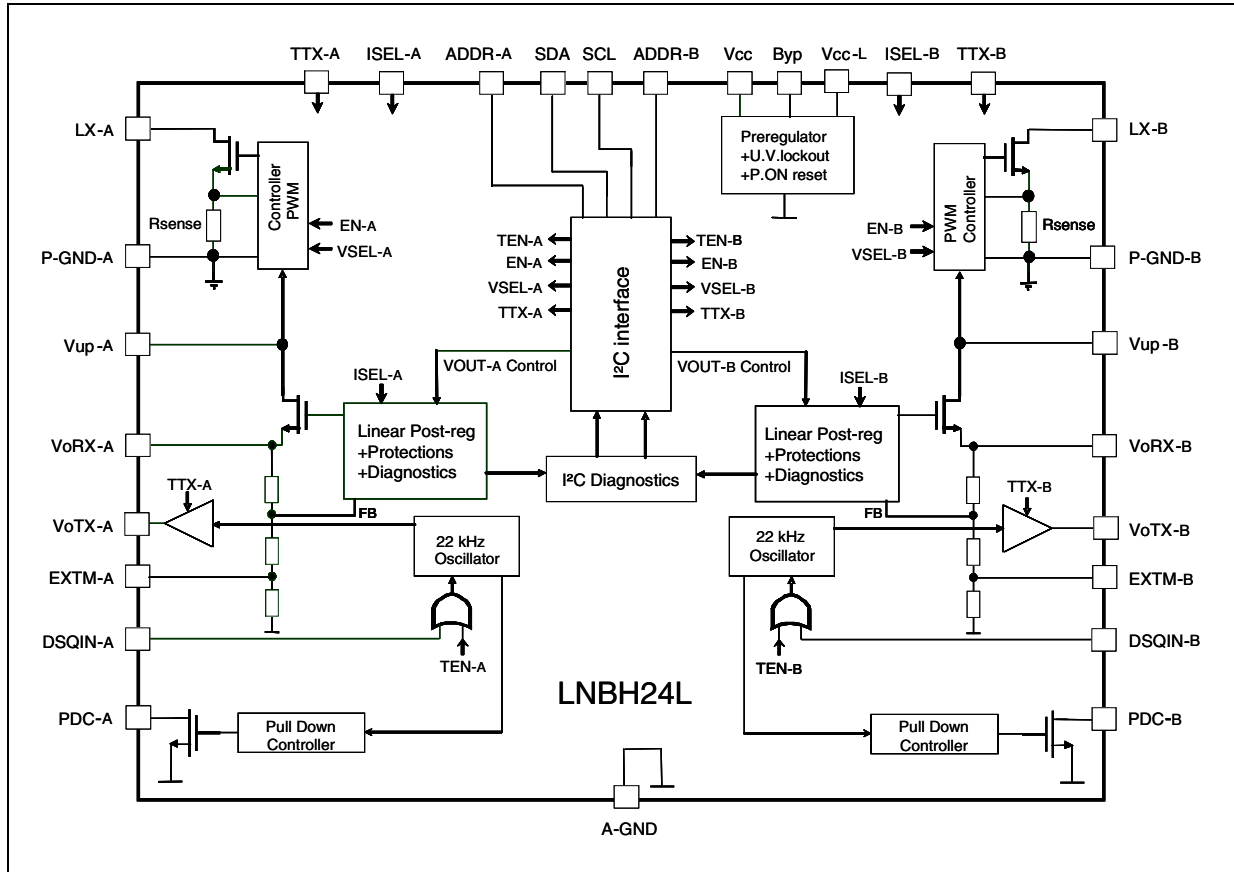 TTX-A ISEL-A ADDR-A SDA SCL ADDR-B Vcc Byp Vcc-L ISEL-B TTX-B
LX-A
LX-B
Controller
PWM
Preregulator
+U.V.lockout
+P.ON reset
PWM
Controller
Rsense
Rsense
EN-A
VSEL-A
EN-B
VSEL-B
P-GND-A
P-GND-B
TEN-A
EN-A
VSEL-A
TTX-A
I²C interface
TEN-B
EN-B
VSEL-B
TTX-B
Vup-A
Vup-B
VOUT-A Control
VOUT-B Control
ISEL-A
ISEL-B
VoRX-A
VoRX-B
Linear Post-reg
+Protections
+Diagnostics
I²C Diagnostics
Linear Post-reg
+Protections
+Diagnostics
TTX-A
TTX-B
FB
FB
VoTX-A
VoTX-B
22 kHz
Oscillator
22 kHz
Oscillator
EXTM-A
EXTM-B
DSQIN-A
DSQIN-B
TEN-A
TEN-B
LNBH24L
PDC-A
PDC-B
Pull Down
Controller
Pull Down
Controller
A-GND